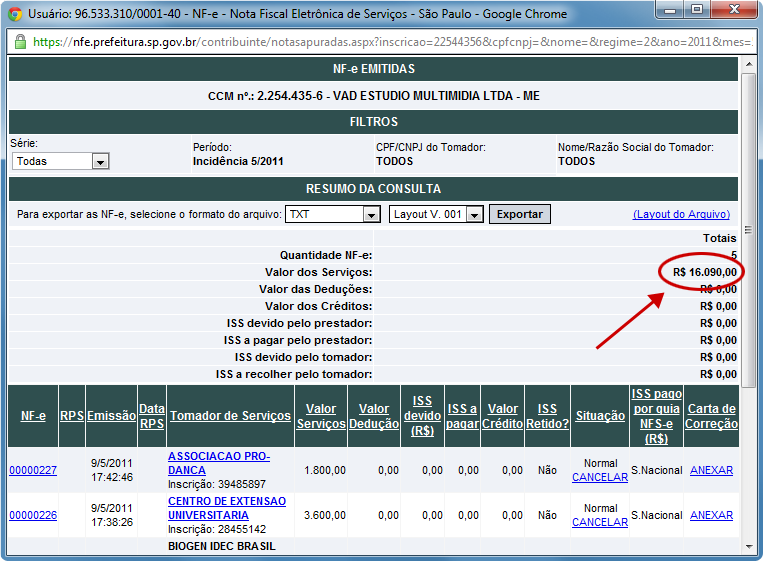 Usuário: 96.533.310/0001-40 - NF-e - Nota Fiscal Eletrônica de Serviços - São Paulo - Google Chrome
https://nfe.prefeitura.sp.gov.br/contribuinte/notasapuradas.aspx?inscricao=22544356&cpfcnpj=&nome=&regime=2&ano=2011&mes=
NF-e EMITIDAS
CCM nº.: 2.254.435-6 - VAD ESTUDIO MULTIMIDIA LTDA - ME
FILTROS
Série: Período: CPF/CNPJ do Tomador: Nome/Razão Social do Tomador:
Todas Incidência 5/2011 TODOS TODOS
RESUMO DA CONSULTA
Para exportar as NF-e, selecione o formato do arquivo: TXT Layout V. 001 Exportar (Layout do Arquivo)
Totais
Quantidade NF-e: 5
Valor dos Serviços: R$ 16.090,00
Valor das Deduções: R$ 0,00
Valor dos Créditos: R$ 0,00
ISS devido pelo prestador: R$ 0,00
ISS a pagar pelo prestador: R$ 0,00
ISS devido pelo tomador: R$ 0,00
ISS a recolher pelo tomador: R$ 0,00
NF-e RPS Emissão Data RPS Tomador de Serviços Valor Serviços Valor Dedução ISS devido (R$) ISS a pagar Valor Crédito ISS Retido? Situação ISS pago por guia NFS-e (R$) Carta de Correção
00000227 9/5/2011 17:42:46 ASSOCIACAO PRO-DANCA Inscrição: 39485897 1.800,00 0,00 0,00 0,00 0,00 Não Normal CANCELAR S.Nacional ANEXAR
00000226 9/5/2011 17:38:26 CENTRO DE EXTENSAO UNIVERSITARIA Inscrição: 28455142 3.600,00 0,00 0,00 0,00 0,00 Não Normal CANCELAR S.Nacional ANEXAR
BIOGEN IDEC BRASIL